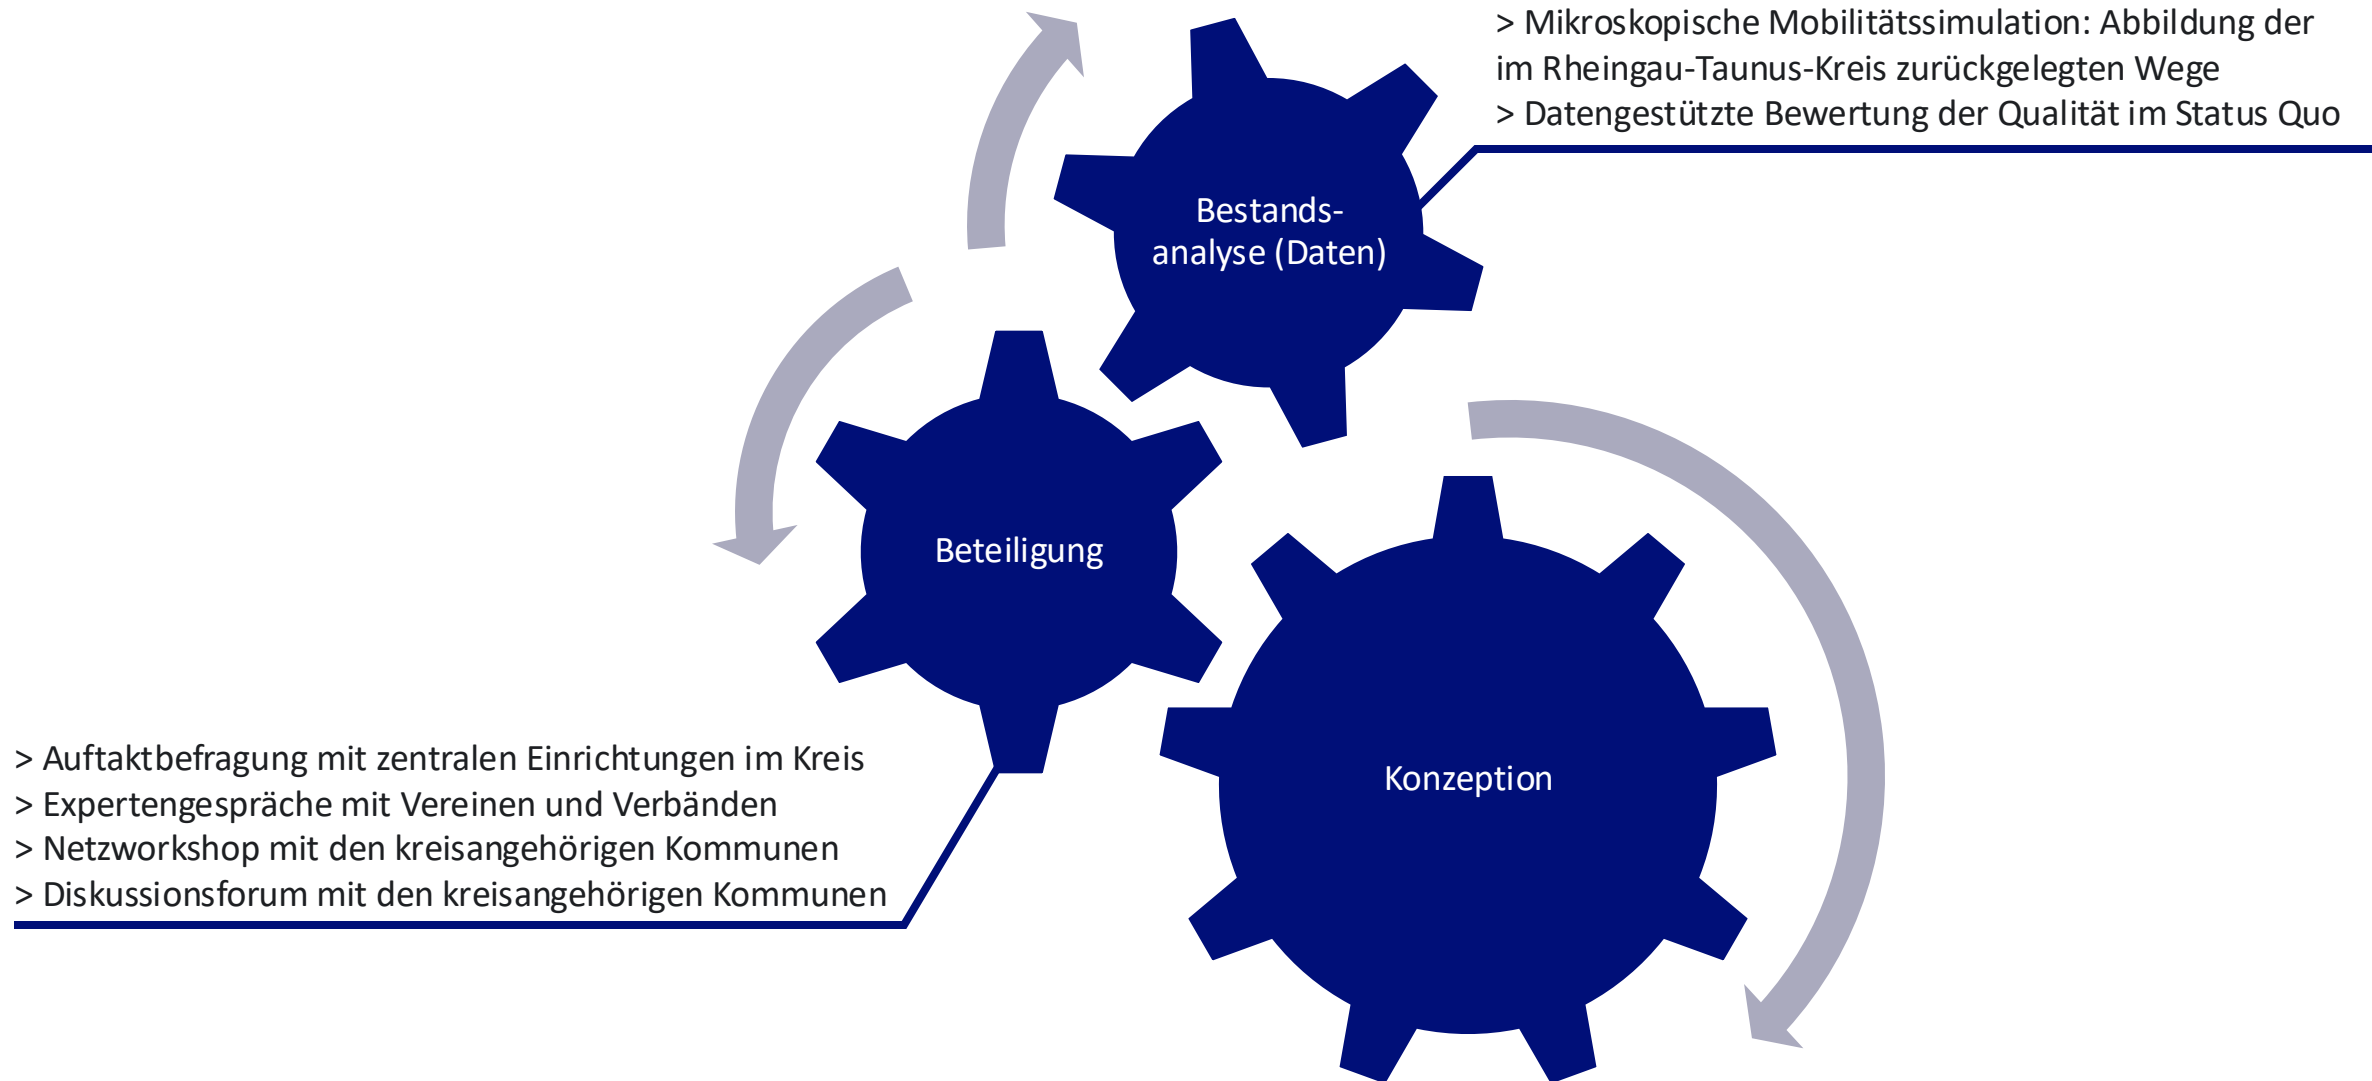 > Mikroskopische Mobilitätssimulation: Abbildung der
im Rheingau-Taunus-Kreis zurückgelegten Wege
> Datengestützte Bewertung der Qualität im Status Quo
Bestands-
analyse (Daten)
Beteiligung
Konzeption
> Auftaktbefragung mit zentralen Einrichtungen im Kreis
> Expertengespräche mit Vereinen und Verbänden
> Netzworkshop mit den kreisangehörigen Kommunen
> Diskussionsforum mit den kreisangehörigen Kommunen